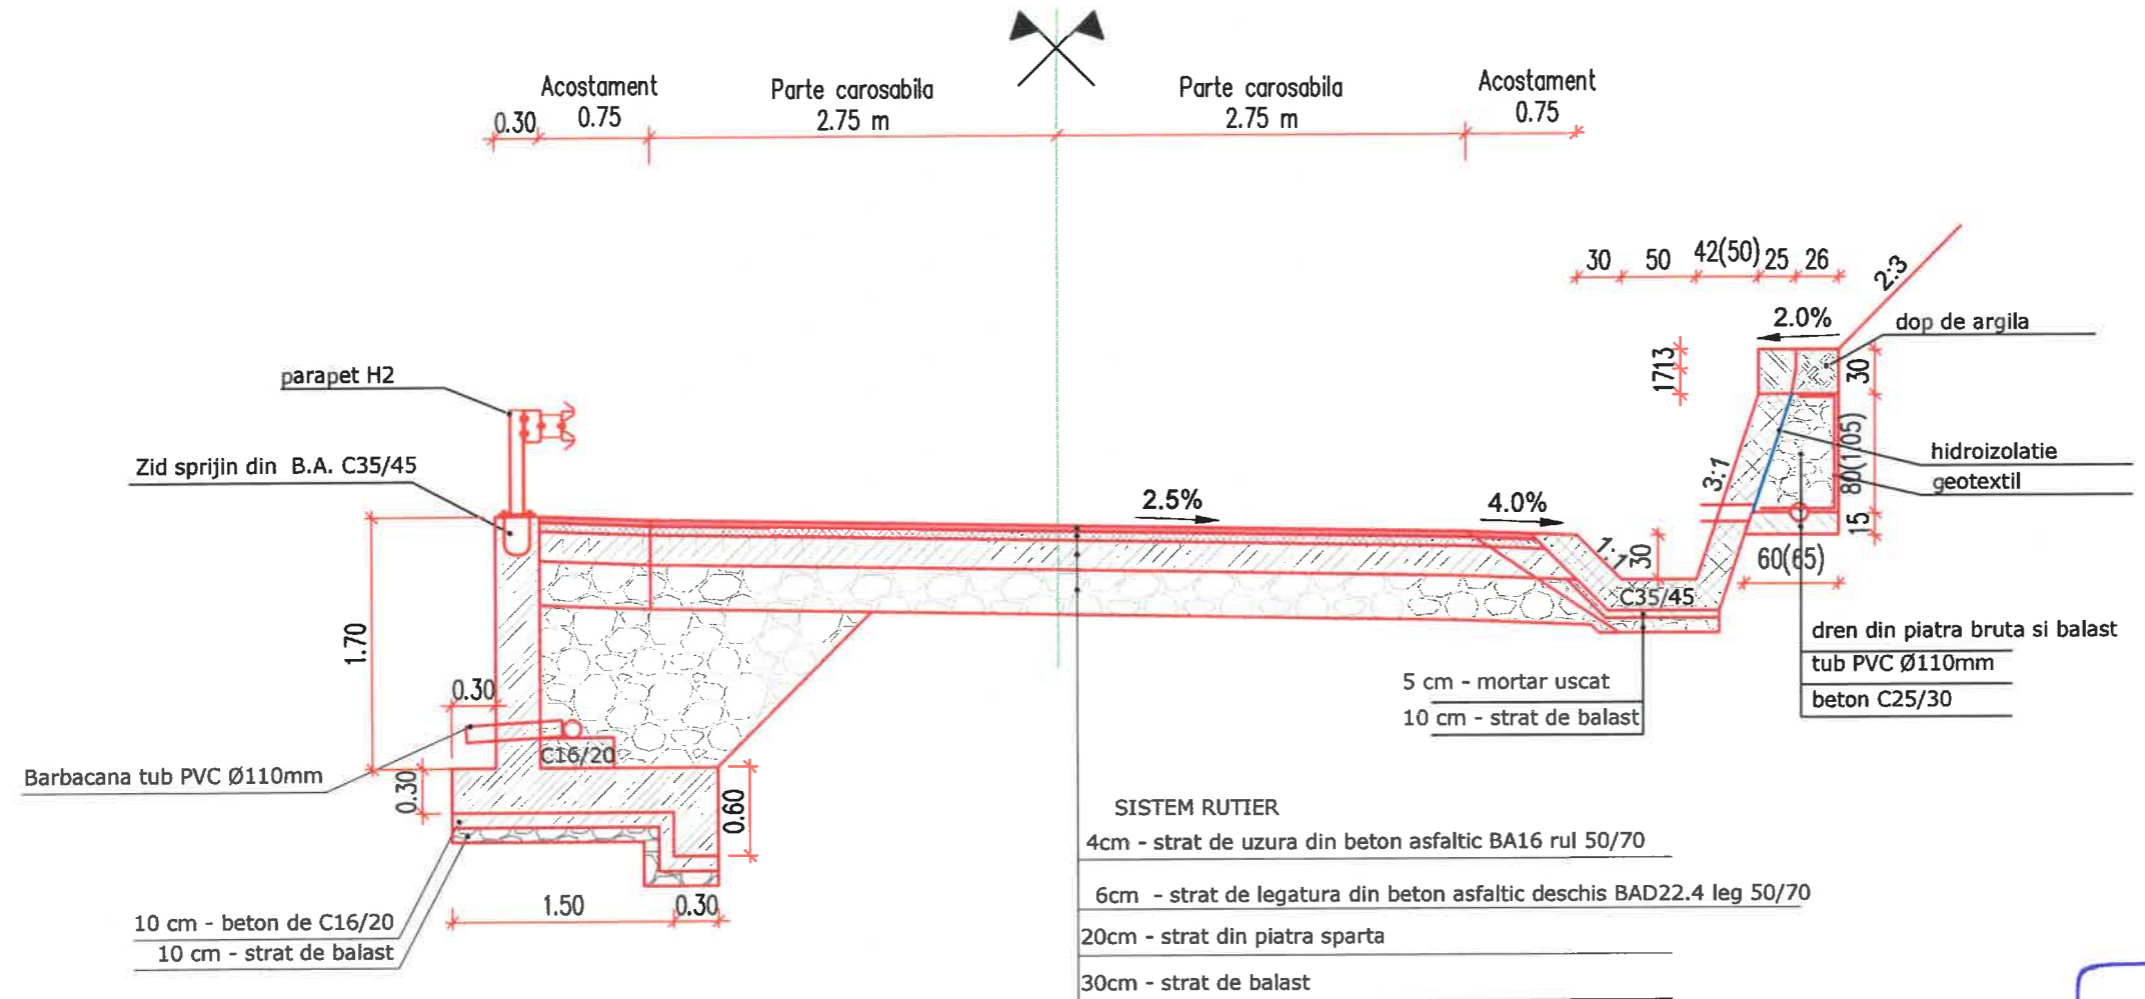 Acostament
0.75
0.30
Parte carosabila
2.75 m
Parte carosabila
2.75 m
Acostament
0.75
30
50
42(50)
25
26
2:3
2.0%
dop de argila
1713
30
parapet H2
Zid sprijin din B.A. C35/45
hidroizolatie
geotextil
3:1
80(1/05)
15
2.5%
4.0%
1:1
30
60(65)
C35/45
1.70
0.30
dren din piatra bruta si balast
tub PVC Ø110mm
beton C25/30
5 cm - mortar uscat
10 cm - strat de balast
C16/20
Barbacana tub PVC Ø110mm
0.30
0.60
SISTEM RUTIER
4cm - strat de uzura din beton asfaltic BA16 rul 50/70
6cm - strat de legatura din beton asfaltic deschis BAD22.4 leg 50/70
20cm - strat din piatra sparta
30cm - strat de balast
1.50
0.30
10 cm - beton de C16/20
10 cm - strat de balast